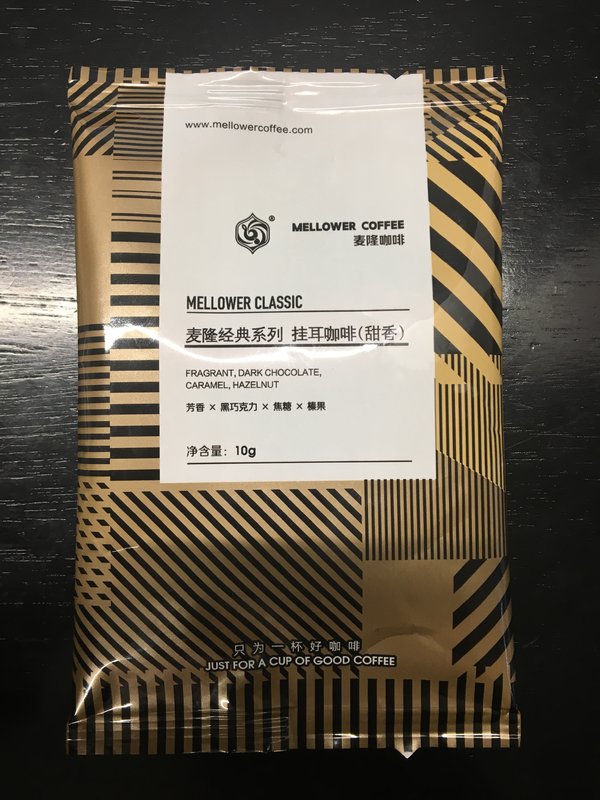 www.mellowercoffee.com
®
MELLOWER COFFEE
麦隆咖啡
MELLOWER CLASSIC
麦隆经典系列 挂耳咖啡(甜香)
FRAGRANT, DARK CHOCOLATE,
CARAMEL, HAZELNUT
芳香 × 黑巧克力 × 焦糖 × 榛果
净含量: 10g
只为一杯好咖啡
JUST FOR A CUP OF GOOD COFFEE